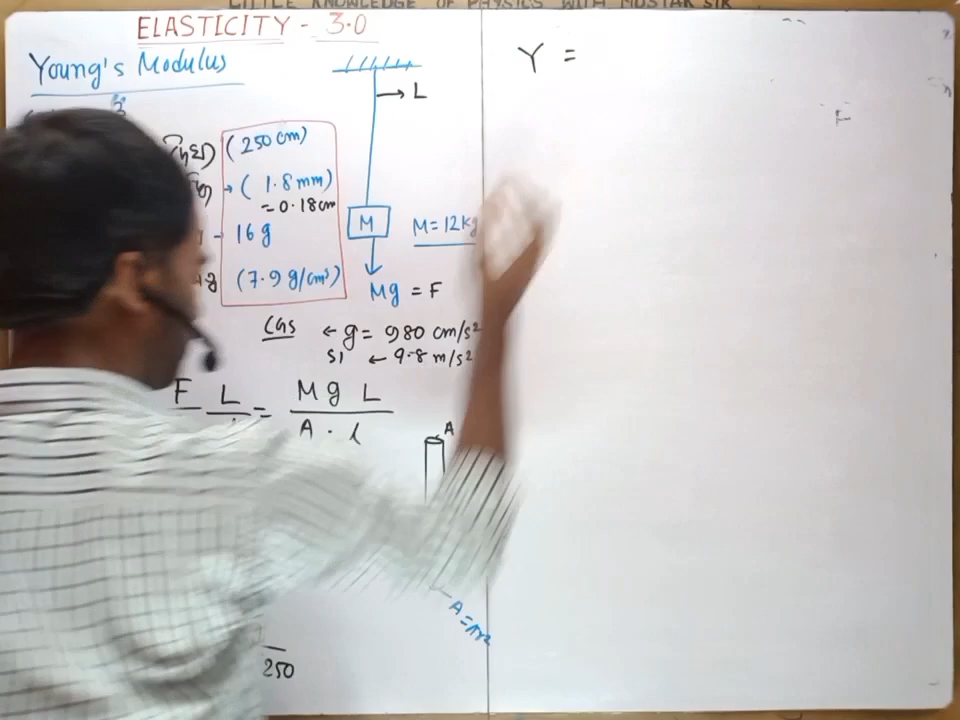 LITTLE KNOWLEDGE OF PHYSICS WITH MOSTAK SIR
ELASTICITY - 3.0
Young's Modulus
L
(250 cm)
→ (1.8 mm)
= 0.18 cm
- 16 g
(7.9 g/cm³)
M
M = 12 kg
Mg = F
CGS ← g = 980 cm/s²
SI ← 9.8 m/s²
F L = M g L
A . l
A
A = πr²
250
Y =